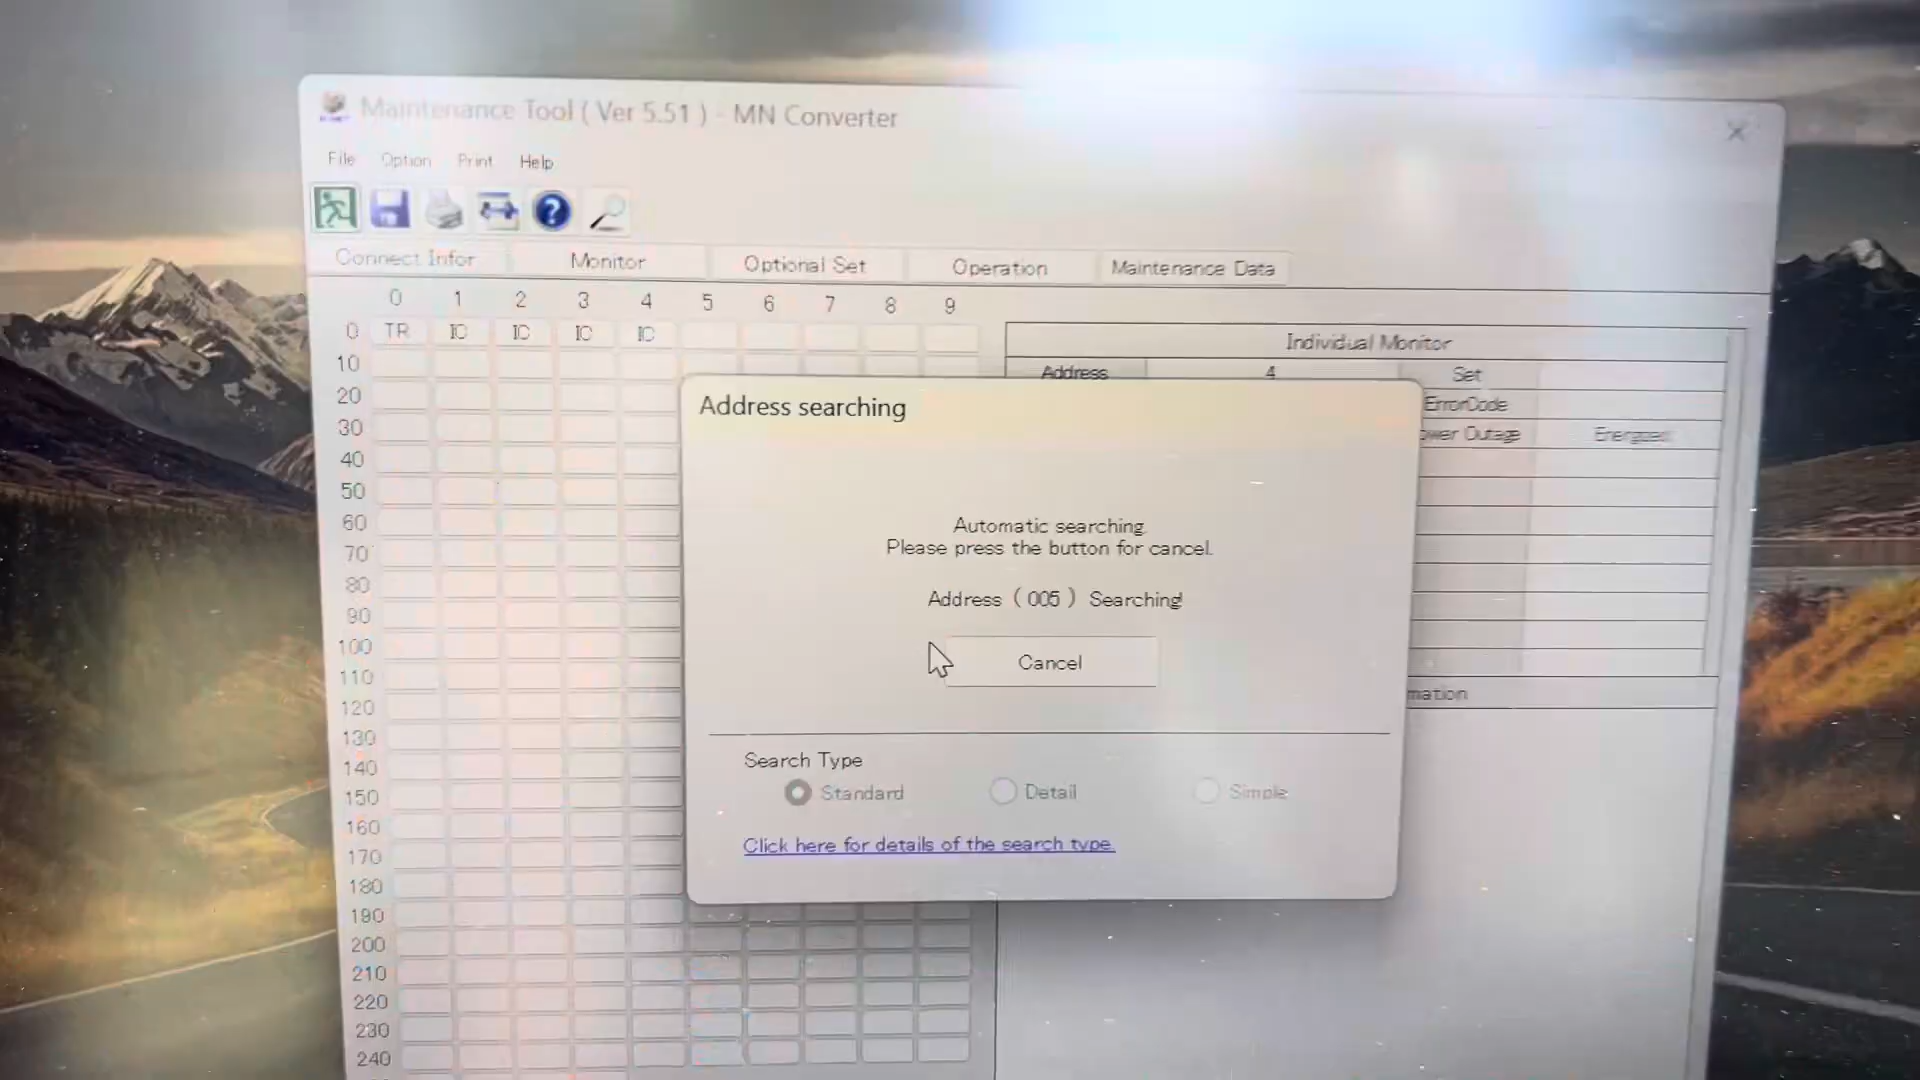 Maintenance Tool ( Ver 5.51 ) - MN Converter
File Option Print Help
Connect Infor Monitor Optional Set Operation Maintenance Data
0 1 2 3 4 5 6 7 8 9
0 TR IC IC IC IC
10
20
30
40
50
60
70
80
90
100
110
120
130
140
150
160
170
180
190
200
210
220
230
240
Individual Monitor
Address 4 Set
ErrorCode
ower Outage Energized
mation
Address searching
Automatic searching.
Please press the button for cancel.
Address ( 005 ) Searching!
Cancel
Search Type
Standard Detail Simple
Click here for details of the search type.